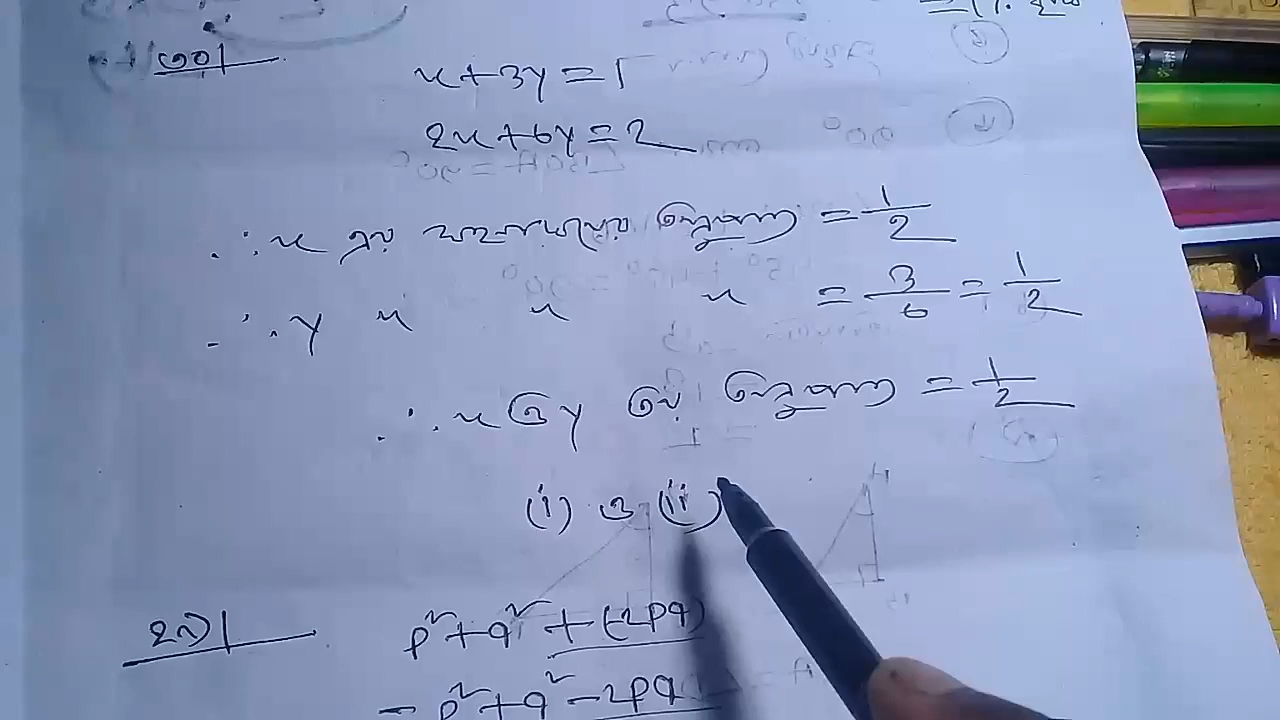 ৩০।
x+3y=1
2x+6y=2
∴ x এর সহগদ্বয়ের অনুপাত = 1/2
∴ y " " " = 3/6 = 1/2
∴ x ও y এর অনুপাত = 1/2
(i) ও (ii)
২৯।
p²+q²+(-2pq)
= p²+q²-2pq